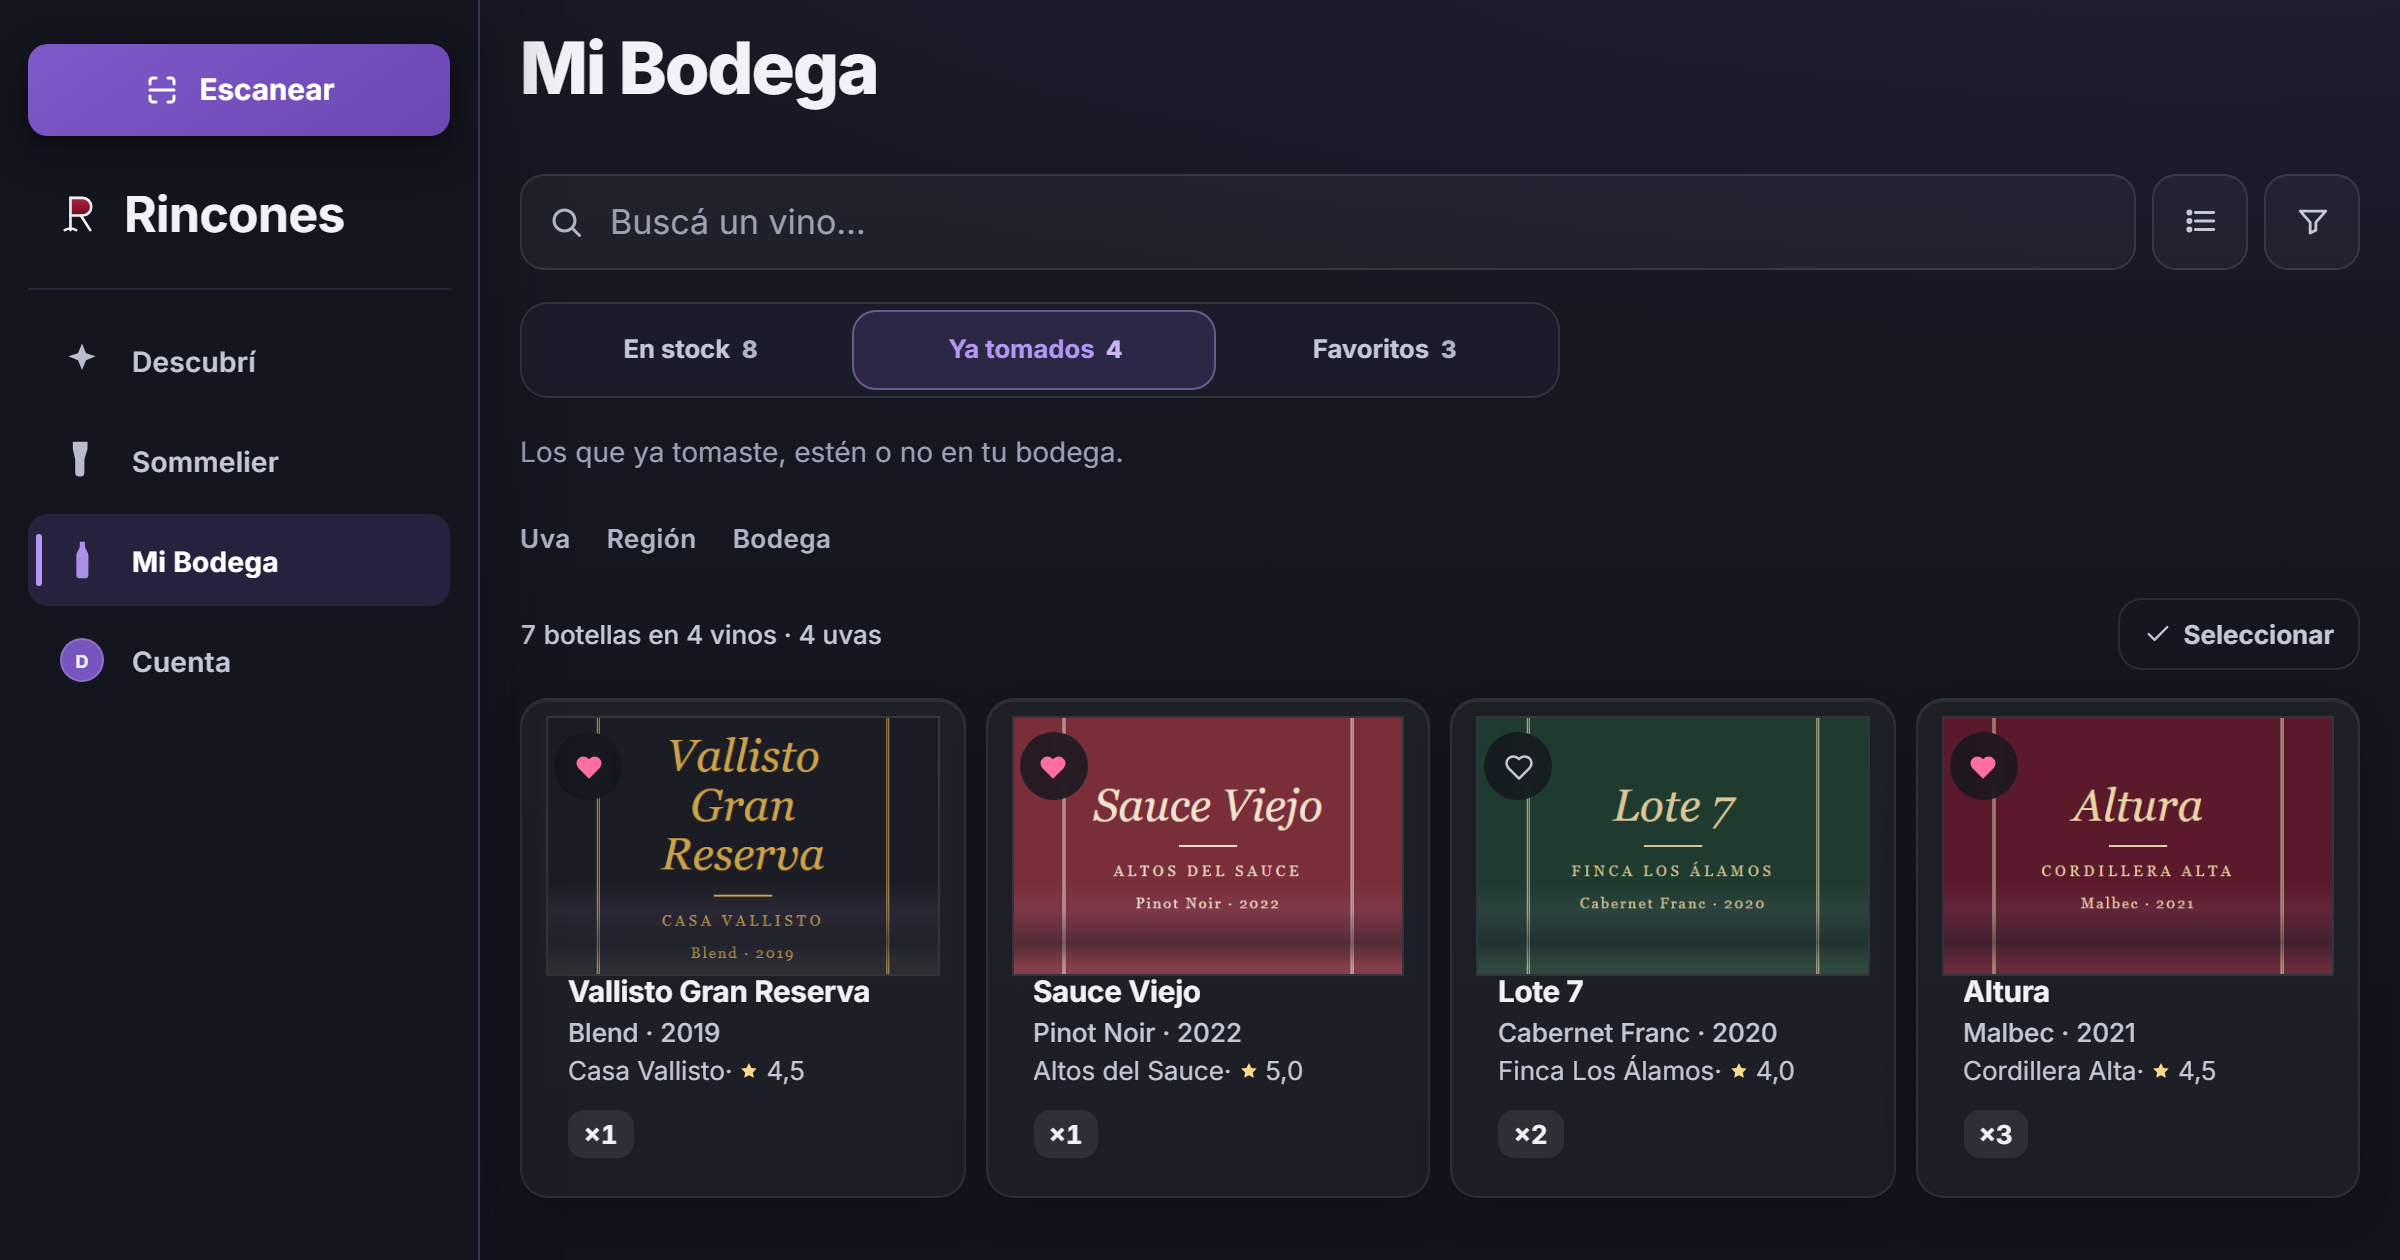 Escanear
Rincones
Descubrí
Sommelier
Mi Bodega
D Cuenta
Mi Bodega
Buscá un vino...
En stock 8 Ya tomados 4 Favoritos 3
Los que ya tomaste, estén o no en tu bodega.
Uva Región Bodega
7 botellas en 4 vinos · 4 uvas
Seleccionar
Vallisto
Gran
Reserva
CASA VALLISTO
Blend · 2019
Vallisto Gran Reserva
Blend · 2019
Casa Vallisto· ★ 4,5
×1
Sauce Viejo
ALTOS DEL SAUCE
Pinot Noir · 2022
Sauce Viejo
Pinot Noir · 2022
Altos del Sauce· ★ 5,0
×1
Lote 7
FINCA LOS ÁLAMOS
Cabernet Franc · 2020
Lote 7
Cabernet Franc · 2020
Finca Los Álamos· ★ 4,0
×2
Altura
CORDILLERA ALTA
Malbec · 2021
Altura
Malbec · 2021
Cordillera Alta· ★ 4,5
×3